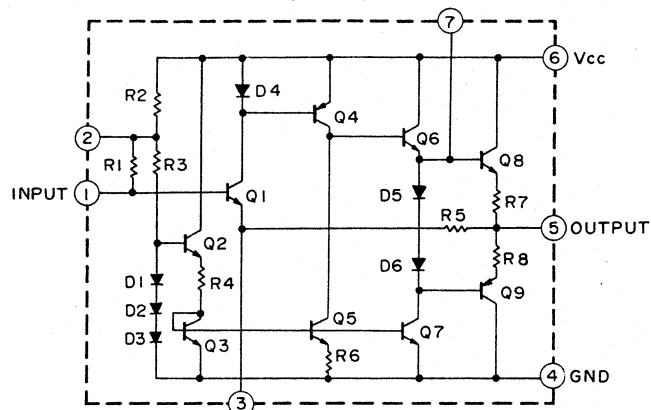 7
6 Vcc
R2
D4
Q4
2
Q6
Q8
R1
R3
INPUT 1
Q1
D5
R7
R5
5 OUTPUT
Q2
R8
D6
D1
R4
Q9
D2
Q5
Q7
D3
Q3
R6
4 GND
3